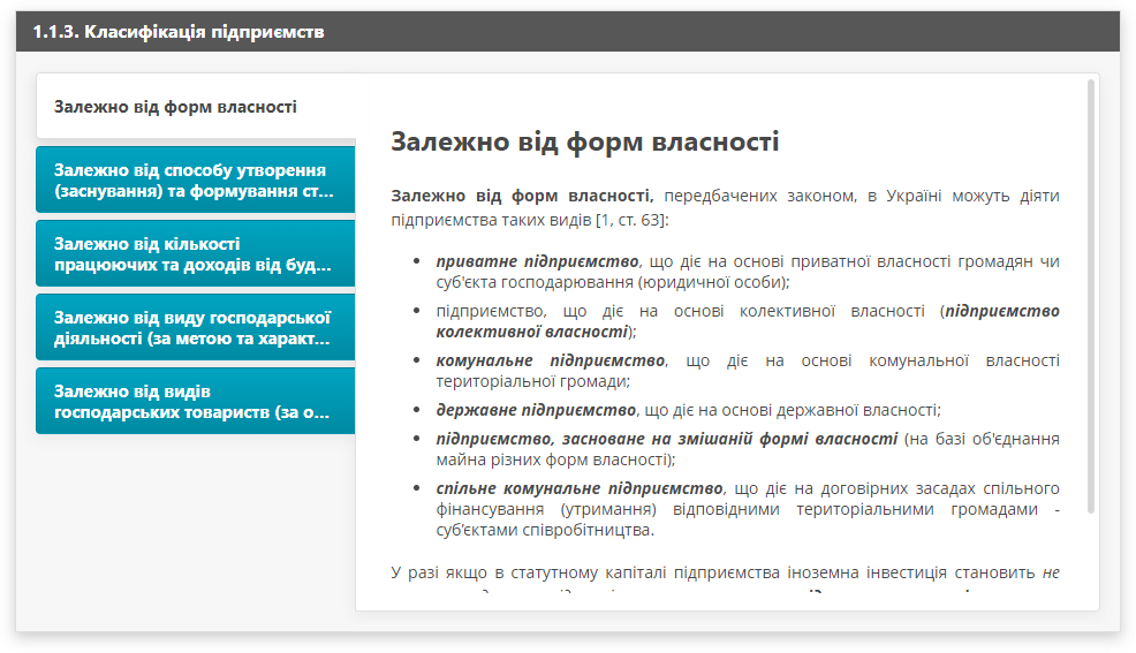 1.1.3. Класифікація підприємств
Залежно від форм власності
Залежно від способу утворення
(заснування) та формування ст...
Залежно від кількості
працюючих та доходів від буд...
Залежно від виду господарської
діяльності (за метою та характ...
Залежно від видів
господарських товариств (за о...
Залежно від форм власності
Залежно від форм власності, передбачених законом, в Україні можуть діяти
підприємства таких видів [1, ст. 63]:
• приватне підприємство, що діє на основі приватної власності громадян чи
суб'єкта господарювання (юридичної особи);
• підприємство, що діє на основі колективної власності (підприємство
колективної власності);
• комунальне підприємство, що діє на основі комунальної власності
територіальної громади;
• державне підприємство, що діє на основі державної власності;
• підприємство, засноване на змішаній формі власності (на базі об'єднання
майна різних форм власності);
• спільне комунальне підприємство, що діє на договірних засадах спільного
фінансування (утримання) відповідними територіальними громадами -
суб’єктами співробітництва.
У разі якщо в статутному капіталі підприємства іноземна інвестиція становить не